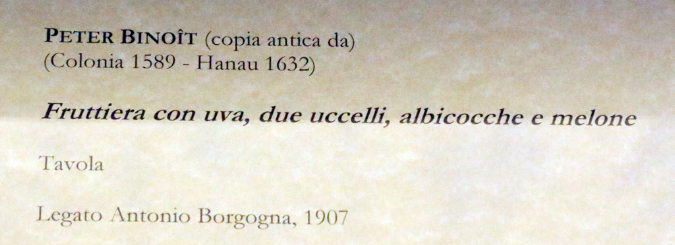 PETER BINOÎT (copia antica da)
(Colonia 1589 - Hanau 1632)
Fruttiera con uva, due uccelli, albicocche e melone
Tavola
Legato Antonio Borgogna, 1907